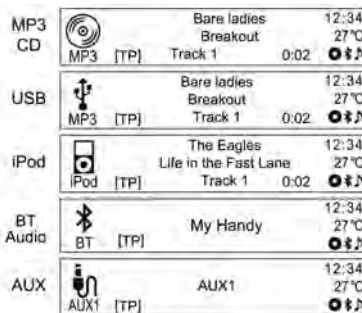 MP3 CD
Bare ladies 12:34
Breakout 27°C
MP3 [TP] Track 1 0:02
USB
Bare ladies 12:34
Breakout 27°C
MP3 [TP] Track 1 0:02
iPod
The Eagles 12:34
Life in the Fast Lane 27°C
iPod [TP] Track 1 0:02
BT Audio
12:34
My Handy 27°C
BT [TP]
AUX
12:34
AUX1 27°C
AUX1 [TP]